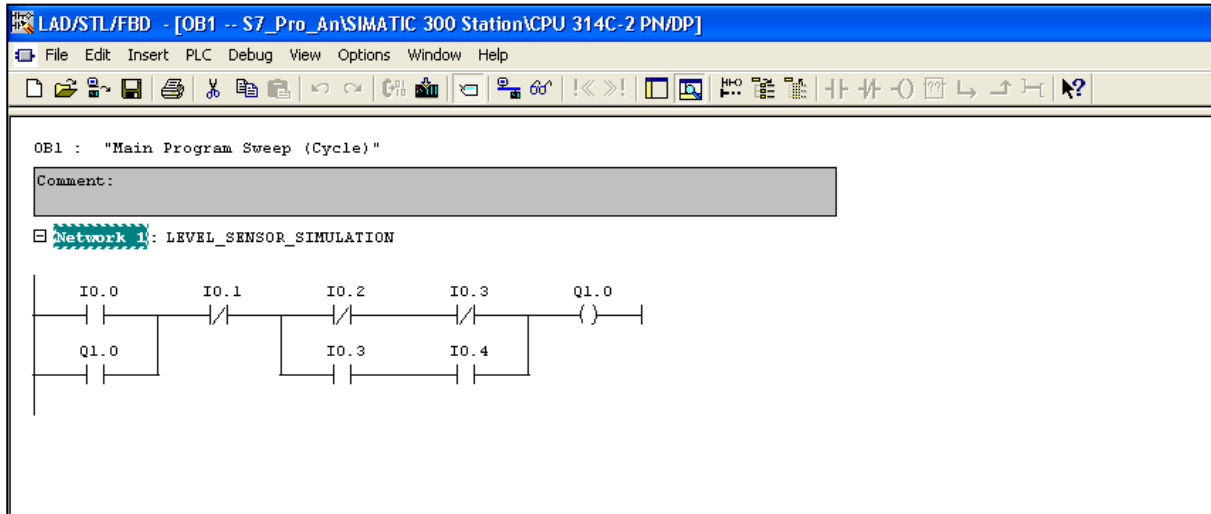 LAD/STL/FBD - [OB1 -- S7_Pro_An\SIMATIC 300 Station\CPU 314C-2 PN/DP]
File Edit Insert PLC Debug View Options Window Help
OB1 : "Main Program Sweep (Cycle)"
Comment:
Network 1: LEVEL_SENSOR_SIMULATION
I0.0 I0.1 I0.2 I0.3 Q1.0
Q1.0 I0.3 I0.4